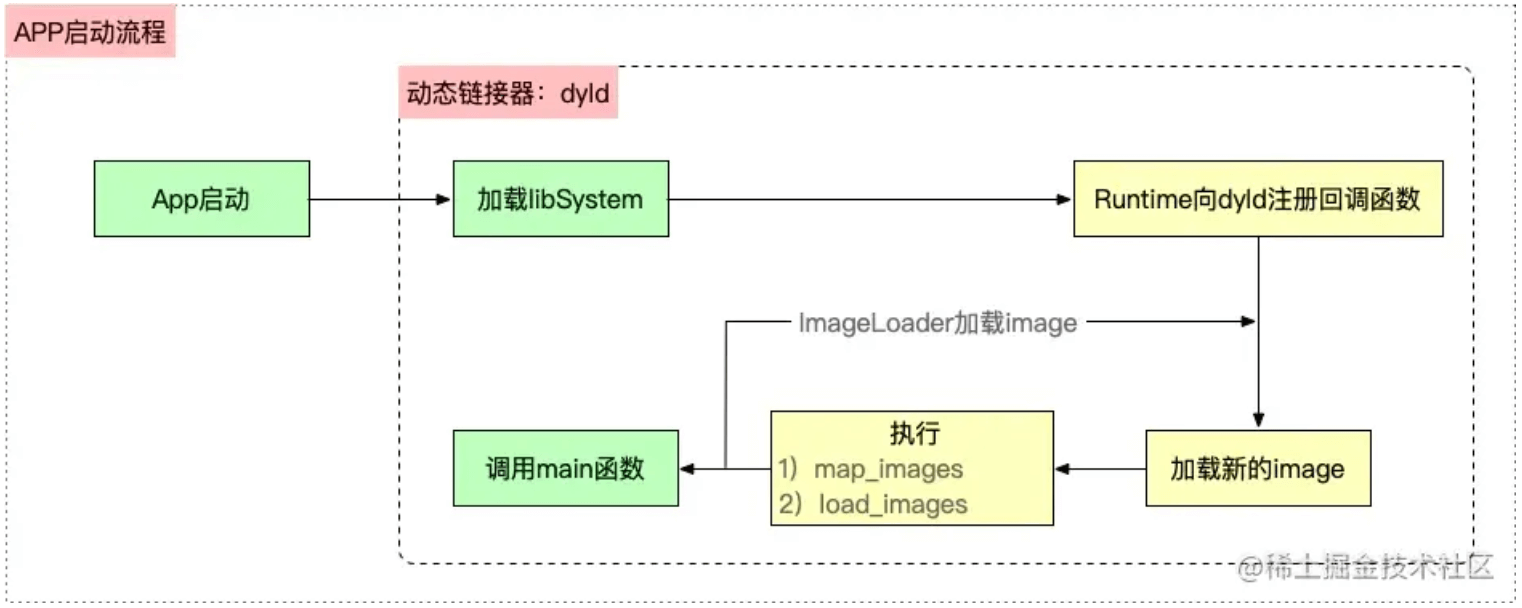 APP启动流程
动态链接器：dyld
App启动
加载libSystem
Runtime向dyld注册回调函数
ImageLoader加载image
调用main函数
执行
1）map_images
2）load_images
加载新的image
@稀土掘金技术社区